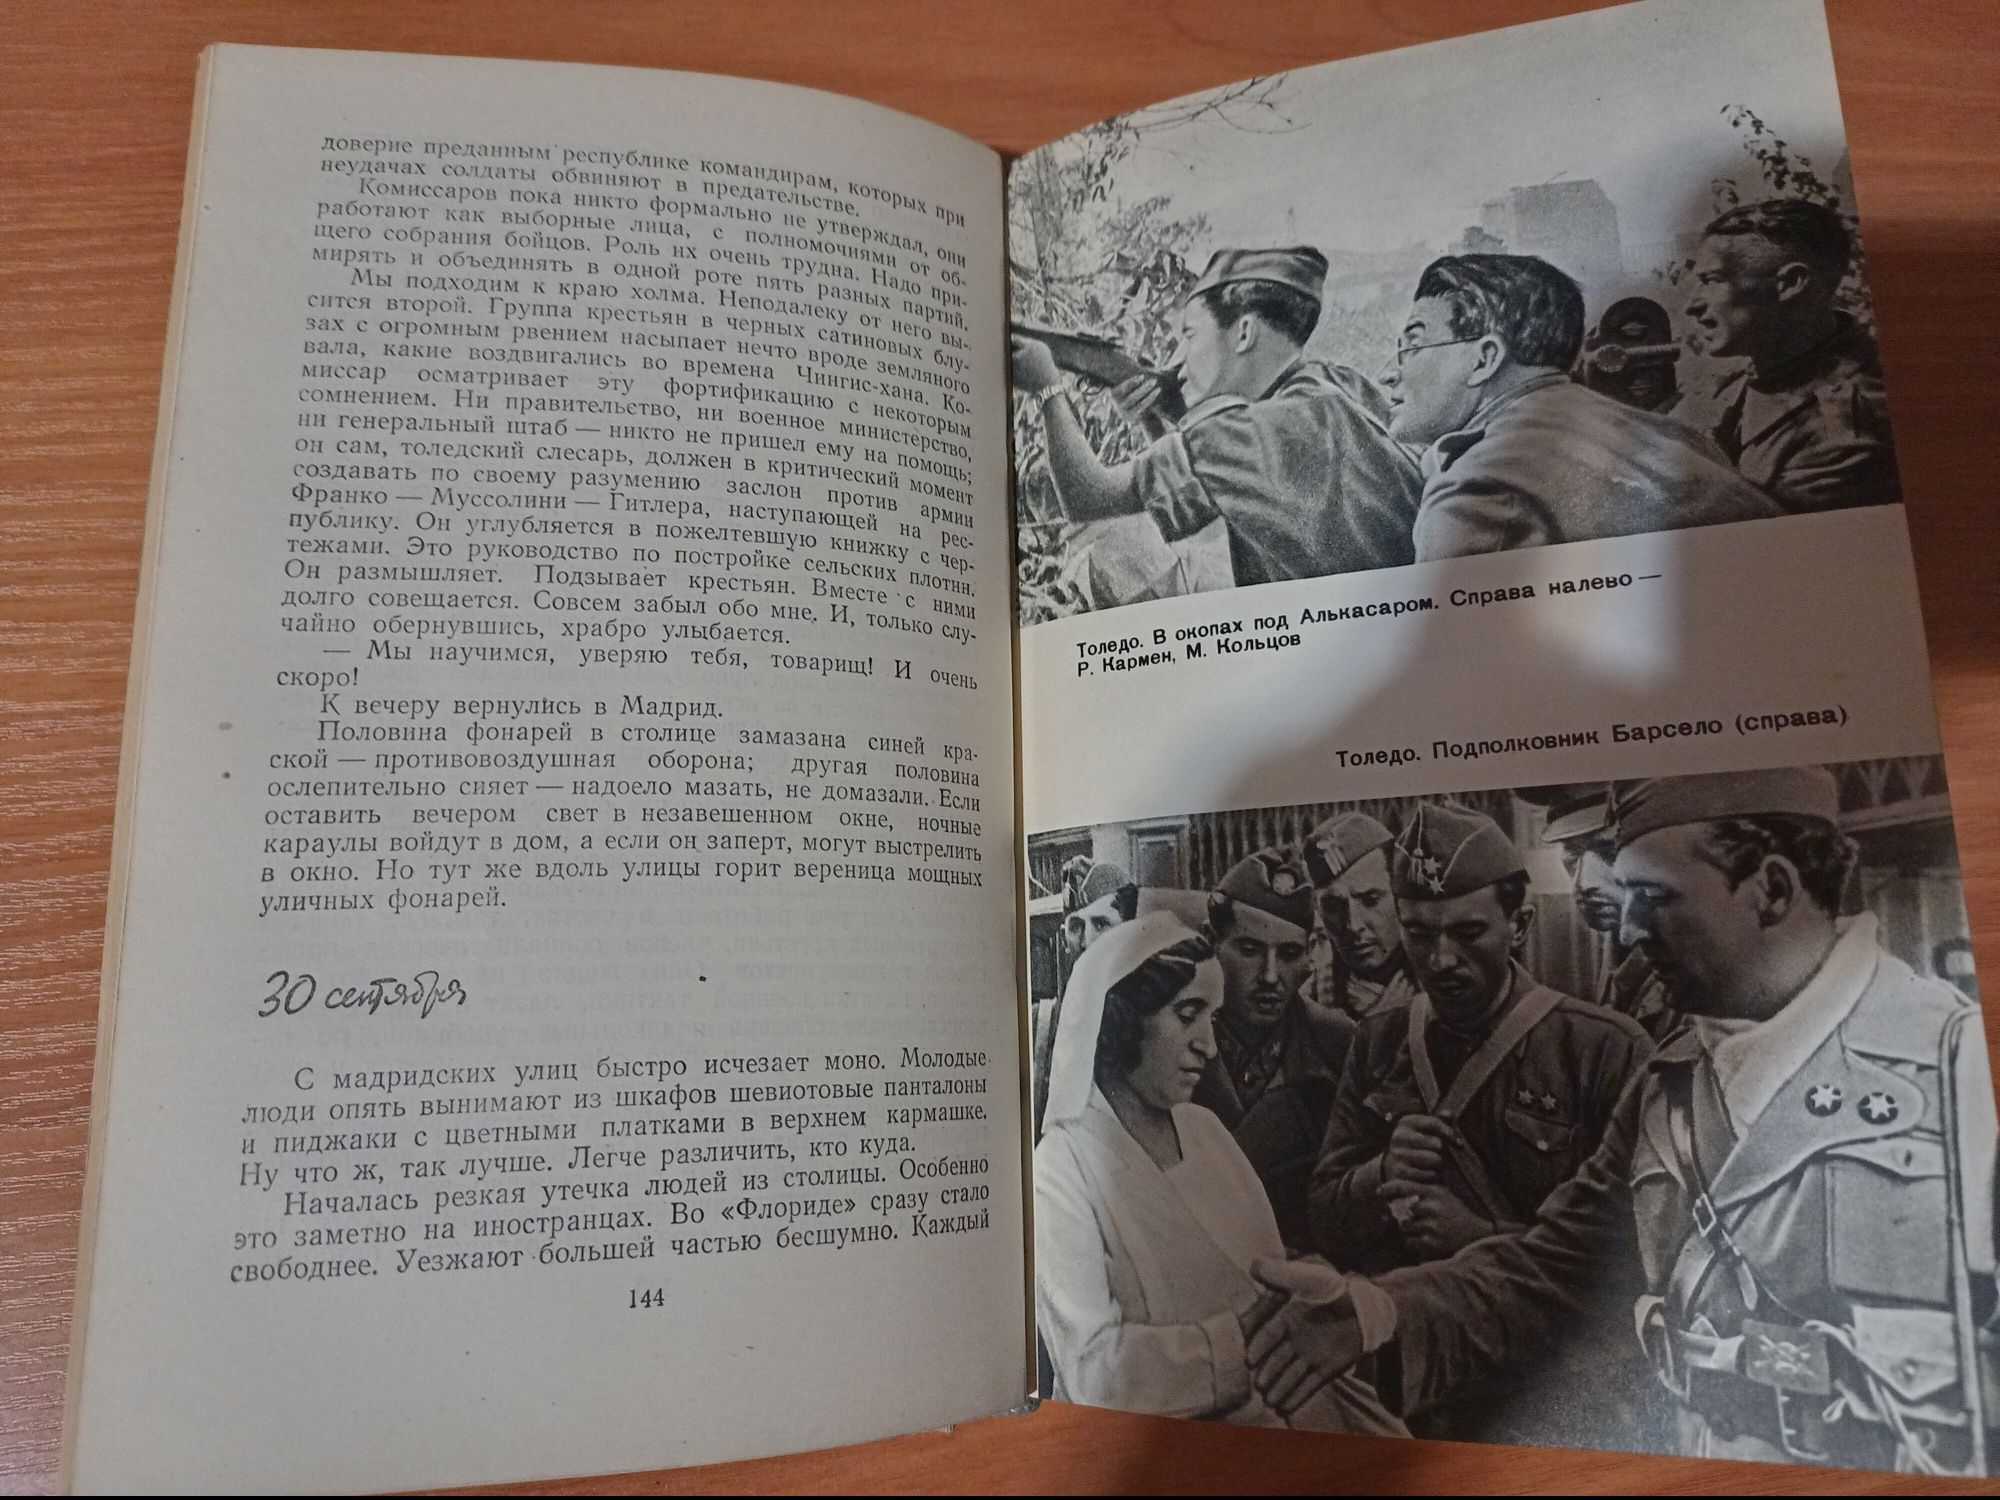 доверие преданным республике командирам, которых при
неудачах солдаты обвиняют в предательстве.
Комиссаров пока никто формально не утверждал, они
работают как выборные лица, с полномочиями от об-
щего собрания бойцов. Роль их очень трудна. Надо при-
мирять и объединять в одной роте пять разных партий.
Мы подходим к краю холма. Неподалеку от него вы-
сится второй. Группа крестьян в черных сатиновых блу-
зах с огромным рвением насыпает нечто вроде земляного
вала, какие воздвигались во времена Чингис-хана. Ко-
миссар осматривает эту фортификацию с некоторым
сомнением. Ни правительство, ни военное министерство,
ни генеральный штаб — никто не пришел ему на помощь;
он сам, толедский слесарь, должен в критический момент
создавать по своему разумению заслон против армии
Франко — Муссолини — Гитлера, наступающей на рес-
публику. Он углубляется в пожелтевшую книжку с чер-
тежами. Это руководство по постройке сельских плотин.
Он размышляет. Подзывает крестьян. Вместе с ними
долго совещается. Совсем забыл обо мне. И, только слу-
чайно обернувшись, храбро улыбается.
— Мы научимся, уверяю тебя, товарищ! И очень
скоро!
К вечеру вернулись в Мадрид.
Половина фонарей в столице замазана синей кра-
ской — противовоздушная оборона; другая половина
ослепительно сияет — надоело мазать, не домазали. Если
оставить вечером свет в незавешенном окне, ночные
караулы войдут в дом, а если он заперт, могут выстрелить
в окно. Но тут же вдоль улицы горит вереница мощных
уличных фонарей.
30 сентября
С мадридских улиц быстро исчезает моно. Молодые
люди опять вынимают из шкафов шевиотовые панталоны
и пиджаки с цветными платками в верхнем кармашке.
Ну что ж, так лучше. Легче различить, кто куда.
Началась резкая утечка людей из столицы. Особенно
это заметно на иностранцах. Во «Флориде» сразу стало
свободнее. Уезжают большей частью бесшумно. Каждый
144
Толедо. В окопах под Алькасаром. Справа налево —
Р. Кармен, М. Кольцов
Толедо. Подполковник Барсело (справа)